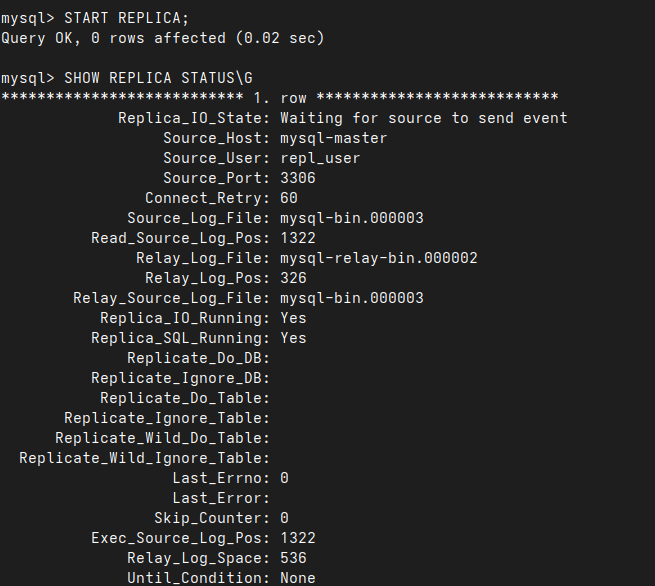 mysql> START REPLICA;
Query OK, 0 rows affected (0.02 sec)
mysql> SHOW REPLICA STATUS\G
*************************** 1. row ***************************
Replica_IO_State: Waiting for source to send event
Source_Host: mysql-master
Source_User: repl_user
Source_Port: 3306
Connect_Retry: 60
Source_Log_File: mysql-bin.000003
Read_Source_Log_Pos: 1322
Relay_Log_File: mysql-relay-bin.000002
Relay_Log_Pos: 326
Relay_Source_Log_File: mysql-bin.000003
Replica_IO_Running: Yes
Replica_SQL_Running: Yes
Replicate_Do_DB:
Replicate_Ignore_DB:
Replicate_Do_Table:
Replicate_Ignore_Table:
Replicate_Wild_Do_Table:
Replicate_Wild_Ignore_Table:
Last_Errno: 0
Last_Error:
Skip_Counter: 0
Exec_Source_Log_Pos: 1322
Relay_Log_Space: 536
Until_Condition: None